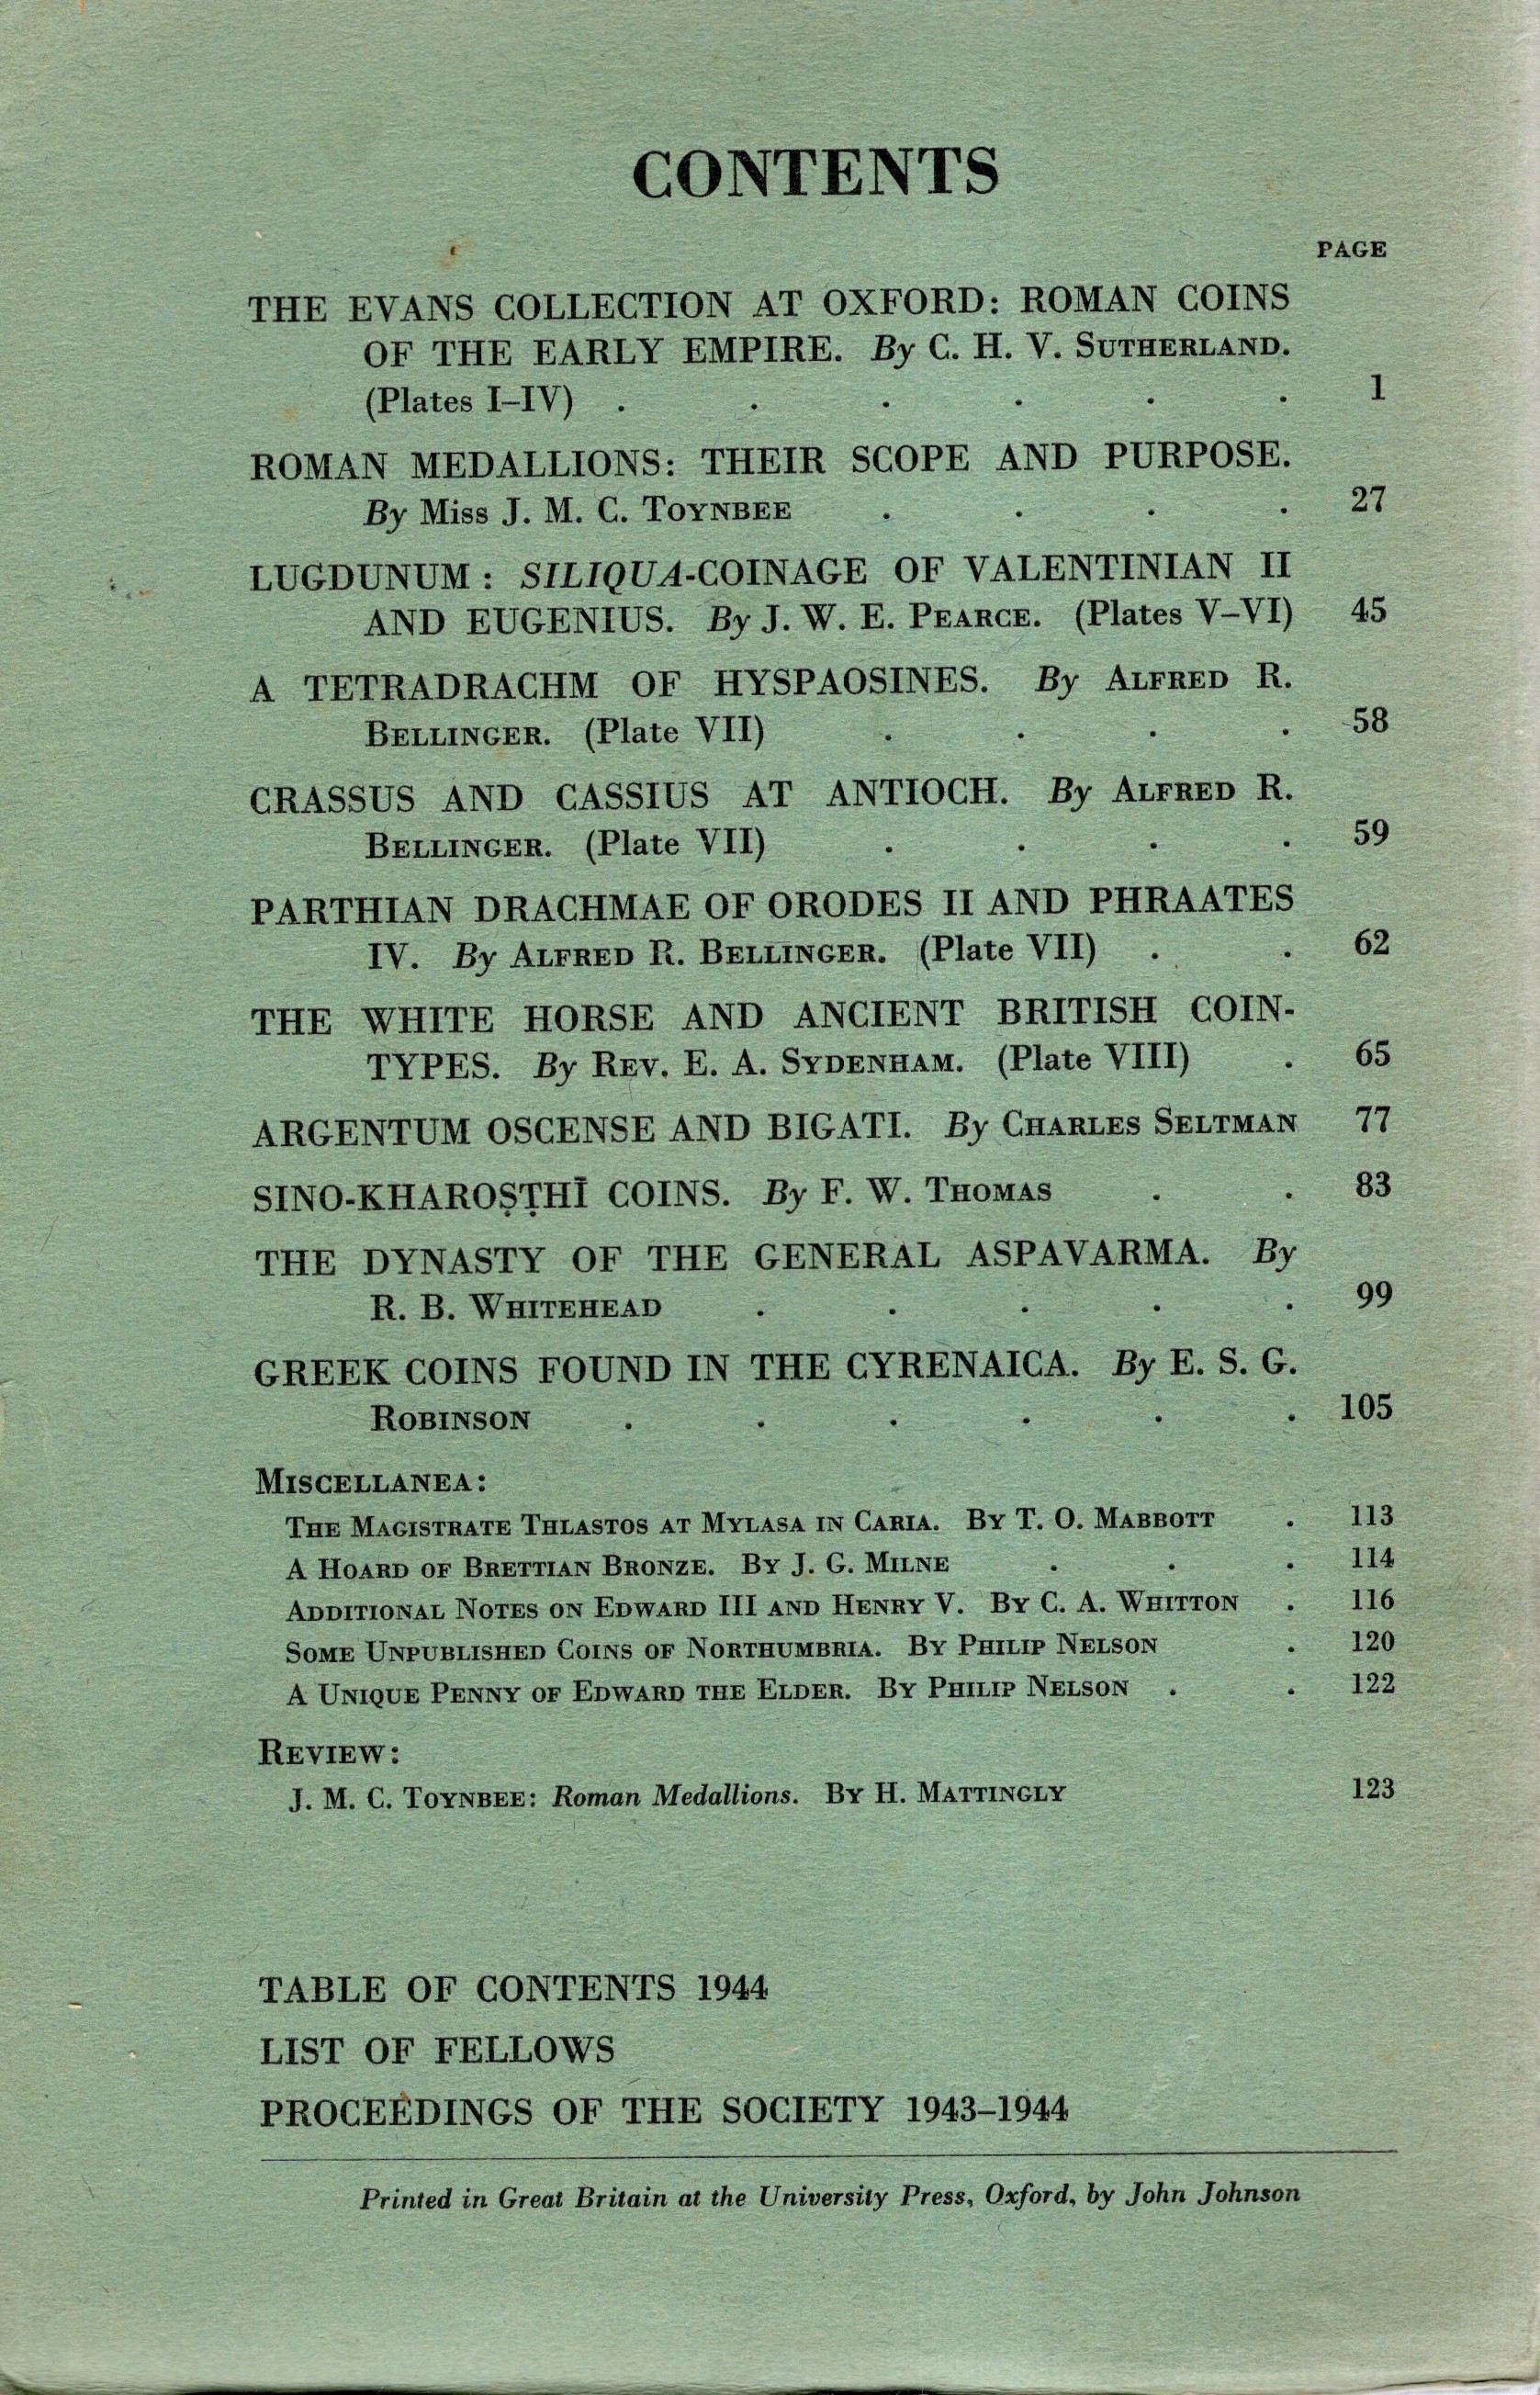 CONTENTS
PAGE
THE EVANS COLLECTION AT OXFORD: ROMAN COINS
OF THE EARLY EMPIRE. By C. H. V. SUTHERLAND.
(Plates I–IV) . . . . . . 1
ROMAN MEDALLIONS: THEIR SCOPE AND PURPOSE.
By Miss J. M. C. TOYNBEE . . . . 27
LUGDUNUM: SILIQUA-COINAGE OF VALENTINIAN II
AND EUGENIUS. By J. W. E. PEARCE. (Plates V–VI) 45
A TETRADRACHM OF HYSPAOSINES. By ALFRED R.
BELLINGER. (Plate VII) . . . . 58
CRASSUS AND CASSIUS AT ANTIOCH. By ALFRED R.
BELLINGER. (Plate VII) . . . . 59
PARTHIAN DRACHMAE OF ORODES II AND PHRAATES
IV. By ALFRED R. BELLINGER. (Plate VII) . . 62
THE WHITE HORSE AND ANCIENT BRITISH COIN-
TYPES. By REV. E. A. SYDENHAM. (Plate VIII) . 65
ARGENTUM OSCENSE AND BIGATI. By CHARLES SELTMAN 77
SINO-KHAROṢṬHĪ COINS. By F. W. THOMAS . . 83
THE DYNASTY OF THE GENERAL ASPAVARMA. By
R. B. WHITEHEAD . . . . . 99
GREEK COINS FOUND IN THE CYRENAICA. By E. S. G.
ROBINSON . . . . . . 105
MISCELLANEA:
THE MAGISTRATE THLASTOS AT MYLASA IN CARIA. BY T. O. MABBOTT . 113
A HOARD OF BRETTIAN BRONZE. BY J. G. MILNE . . . 114
ADDITIONAL NOTES ON EDWARD III AND HENRY V. BY C. A. WHITTON . 116
SOME UNPUBLISHED COINS OF NORTHUMBRIA. BY PHILIP NELSON . 120
A UNIQUE PENNY OF EDWARD THE ELDER. BY PHILIP NELSON . . 122
REVIEW:
J. M. C. TOYNBEE: Roman Medallions. BY H. MATTINGLY 123
TABLE OF CONTENTS 1944
LIST OF FELLOWS
PROCEEDINGS OF THE SOCIETY 1943–1944
Printed in Great Britain at the University Press, Oxford, by John Johnson